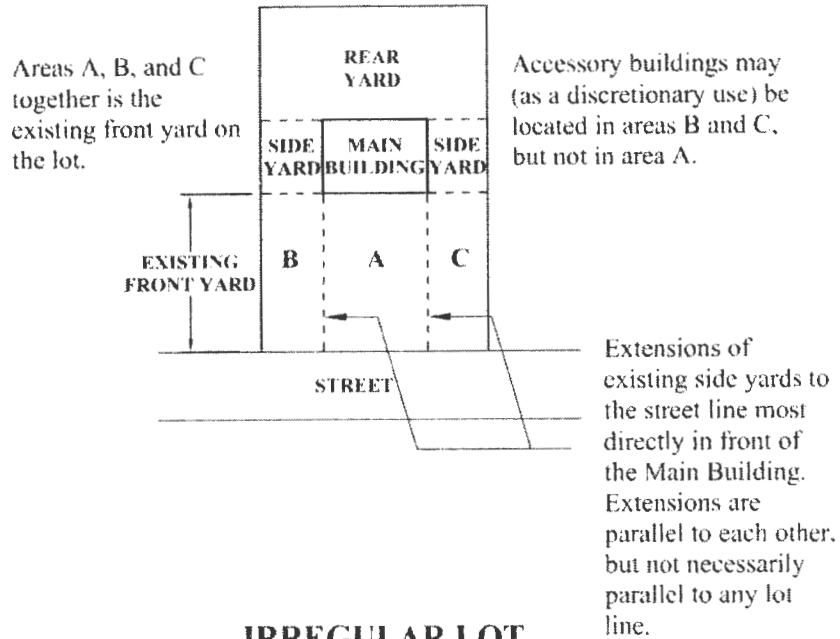 REAR
YARD
Areas A, B, and C
together is the
existing front yard on
the lot.
Accessory buildings may
(as a discretionary use) be
located in areas B and C,
but not in area A.
SIDE
YARD
MAIN
BUILDING
SIDE
YARD
EXISTING
FRONT YARD
B
A
C
STREET
Extensions of
existing side yards to
the street line most
directly in front of
the Main Building.
Extensions are
parallel to each other,
but not necessarily
parallel to any lot
line.
IRREGULAR LOT